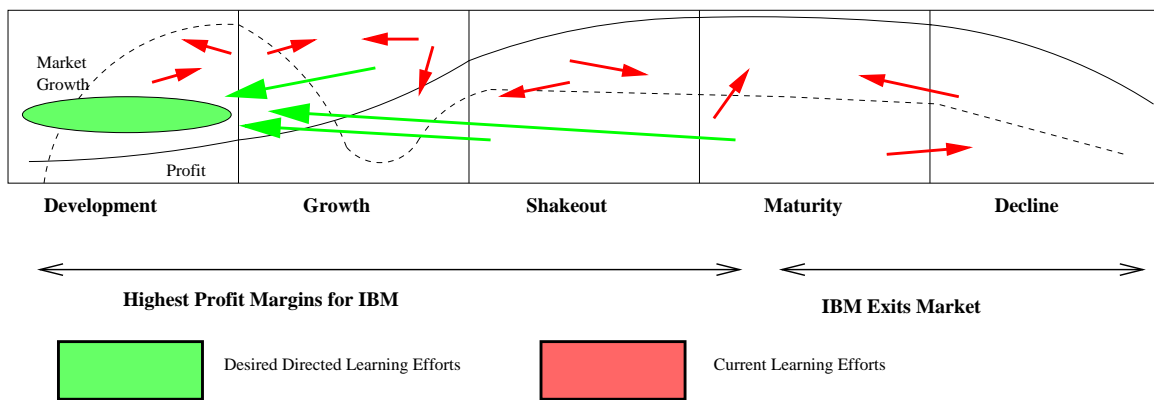 Market
Growth
Profit
Development
Growth
Shakeout
Maturity
Decline
Highest Profit Margins for IBM
IBM Exits Market
Desired Directed Learning Efforts
Current Learning Efforts